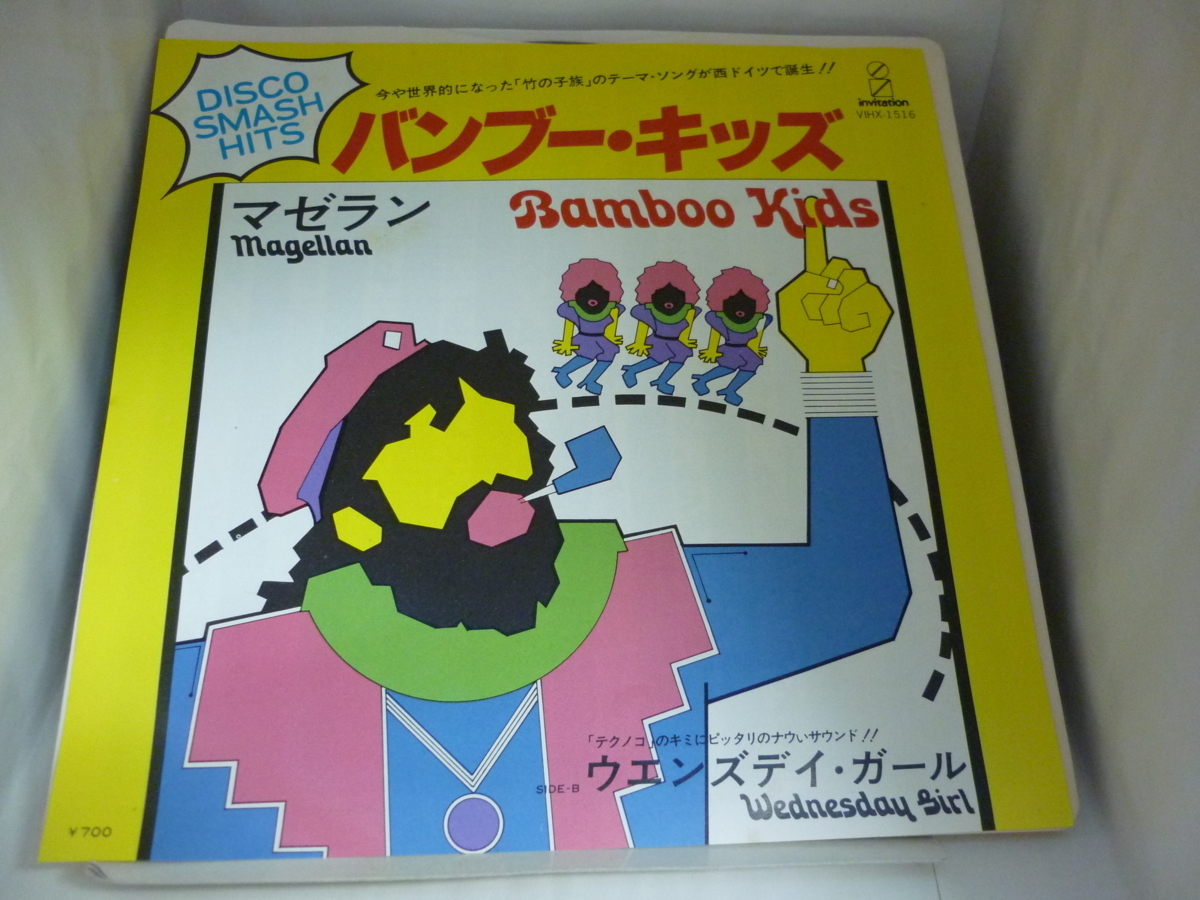 DISCO
SMASH
HITS
今や世界的になった「竹の子族」のテーマ・ソングが西ドイツで誕生!!
invitation
VIHX-1516
バンブー・キッズ
マゼラン
Magellan
Bamboo Kids
「テクノコ」のキミにピッタリのナウいサウンド!!
SIDE-B ウエンズデイ・ガール
Wednesday Girl
￥700